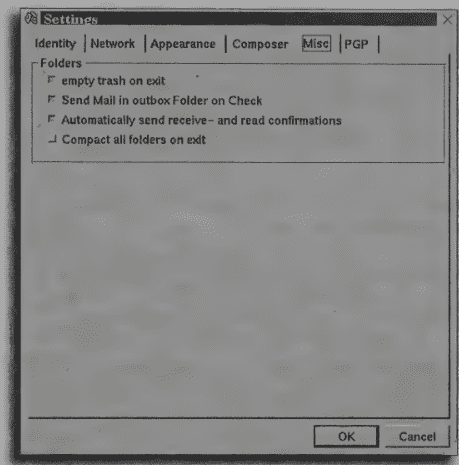 Settings
Identity Network Appearance Composer Misc PGP
Folders
empty trash on exit
Send Mail in outbox Folder on Check
Automatically send receive- and read confirmations
Compact all folders on exit
OK Cancel